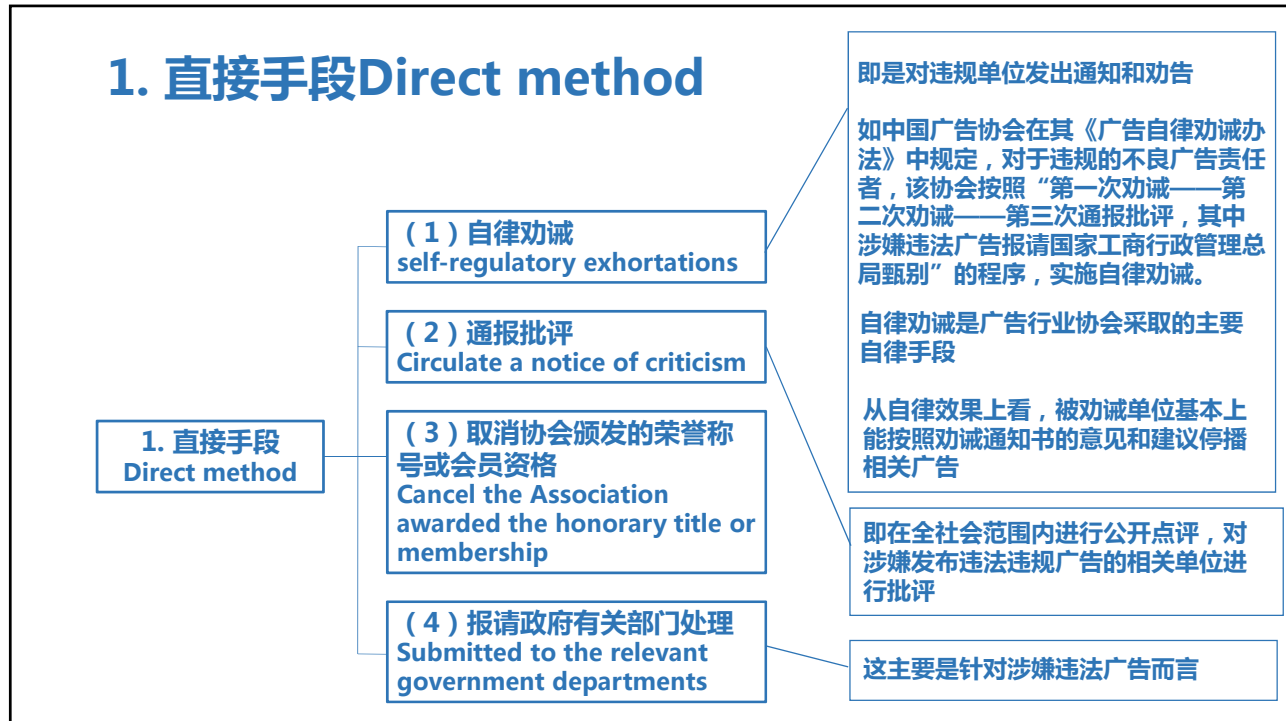 1. 直接手段Direct method
1. 直接手段
Direct method
（1）自律劝诫
self-regulatory exhortations
（2）通报批评
Circulate a notice of criticism
（3）取消协会颁发的荣誉称
号或会员资格
Cancel the Association
awarded the honorary title or
membership
（4）报请政府有关部门处理
Submitted to the relevant
government departments
即是对违规单位发出通知和劝告
如中国广告协会在其《广告自律劝诫办
法》中规定，对于违规的不良广告责任
者，该协会按照“第一次劝诫——第
二次劝诫——第三次通报批评，其中
涉嫌违法广告报请国家工商行政管理总
局甄别”的程序，实施自律劝诫。
自律劝诫是广告行业协会采取的主要
自律手段
从自律效果上看，被劝诫单位基本上
能按照劝诫通知书的意见和建议停播
相关广告
即在全社会范围内进行公开点评，对
涉嫌发布违法违规广告的相关单位进
行批评
这主要是针对涉嫌违法广告而言